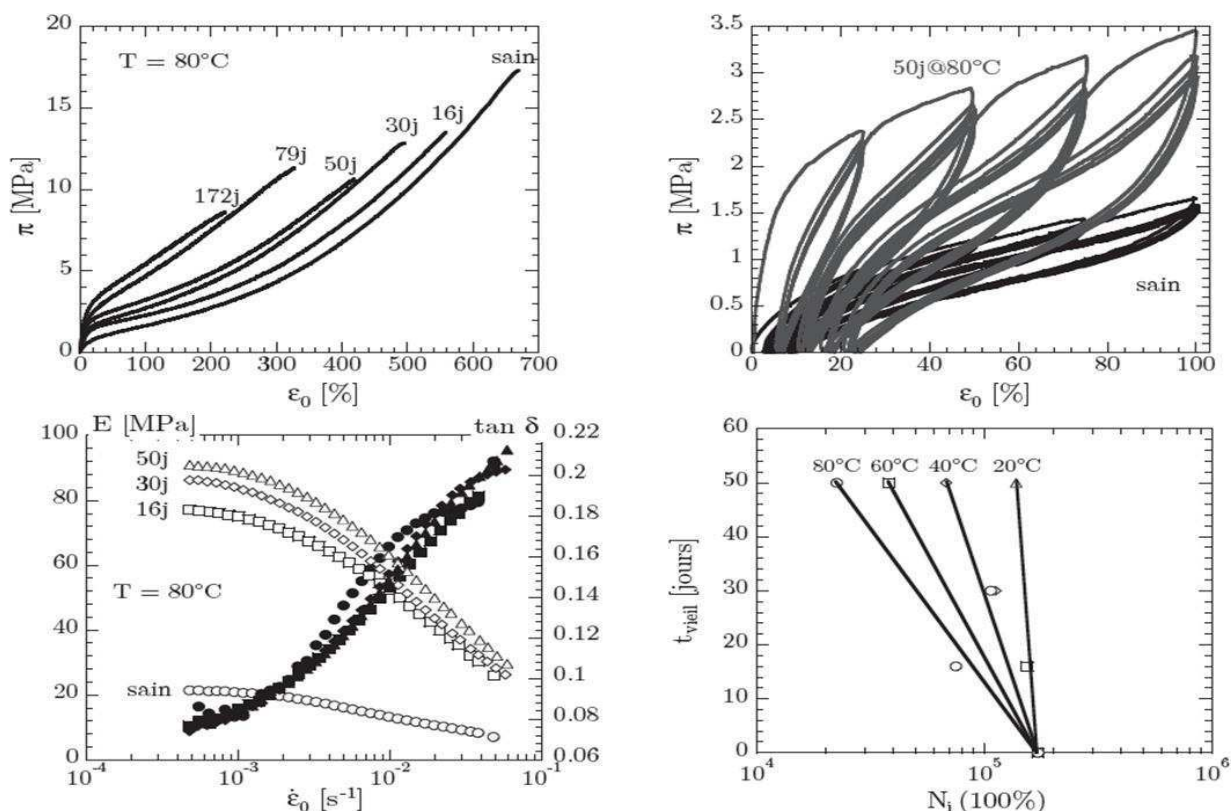 20
15
10
5
0
π [MPa]
T = 80°C
sain
16j
30j
50j
79j
172j
0 100 200 300 400 500 600 700
ε₀ [%]
3.5
3
2.5
2
1.5
1
0.5
0
π [MPa]
50j@80°C
sain
0 20 40 60 80 100
ε₀ [%]
E [MPa] tan δ
100
80
60
40
20
0
50j
30j
16j
T = 80°C
sain
0.22
0.2
0.18
0.16
0.14
0.12
0.1
0.08
0.06
10⁻⁴ 10⁻³ 10⁻² 10⁻¹
ε̇₀ [s⁻¹]
60
50
40
30
20
10
0
t_vieil [jours]
80°C 60°C 40°C 20°C
10⁴ 10⁵ 10⁶
Nᵢ (100%)